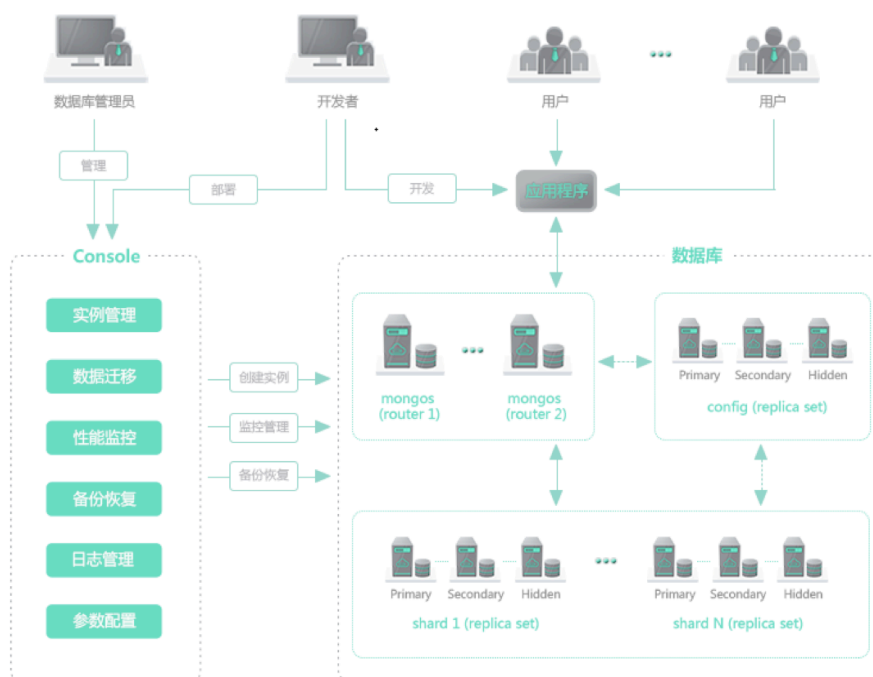 数据库管理员
开发者
用户
用户
管理
部署
开发
应用程序
Console
数据库
实例管理
数据迁移
性能监控
备份恢复
日志管理
参数配置
创建实例
监控管理
备份恢复
mongos
(router 1)
mongos
(router 2)
Primary
Secondary
Hidden
config (replica set)
Primary
Secondary
Hidden
shard 1 (replica set)
Primary
Secondary
Hidden
shard N (replica set)